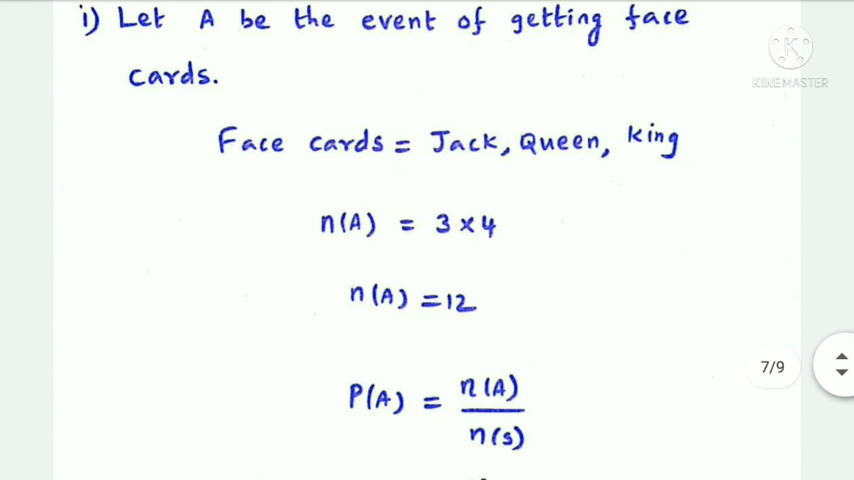 i) Let A be the event of getting face
cards.
KINEMASTER
Face cards = Jack, Queen, king
n(A) = 3 x 4
n(A) = 12
7/9
P(A) = n(A)
n(s)